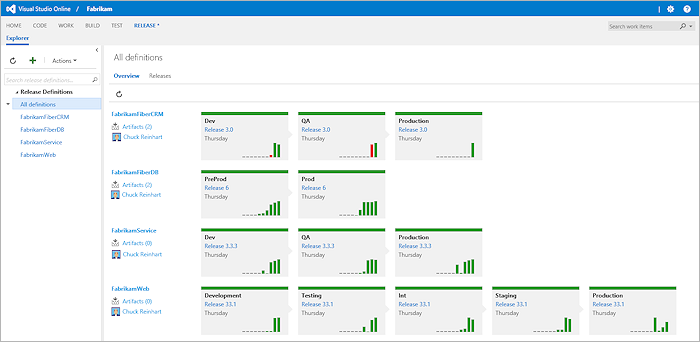 Visual Studio Online / Fabrikam
HOME CODE WORK BUILD TEST RELEASE*
Explorer
Search work items
Actions
All definitions
Search release definitions...
Overview Releases
Release Definitions
All definitions
FabrikamFiberCRM
FabrikamFiberDB
FabrikamService
FabrikamWeb
FabrikamFiberCRM
Artifacts (2)
Chuck Reinhart
Dev
Release 3.0
Thursday
QA
Release 3.0
Thursday
Production
Release 3.0
Thursday
FabrikamFiberDB
Artifacts (2)
Chuck Reinhart
PreProd
Release 6
Thursday
Prod
Release 6
Thursday
FabrikamService
Artifacts (0)
Chuck Reinhart
Dev
Release 3.3.3
Thursday
QA
Release 3.3.3
Thursday
Production
Release 3.3.3
Thursday
FabrikamWeb
Artifacts (0)
Chuck Reinhart
Development
Release 33.1
Thursday
Testing
Release 33.1
Thursday
Int
Release 33.1
Thursday
Staging
Release 33.1
Thursday
Production
Release 33.1
Thursday